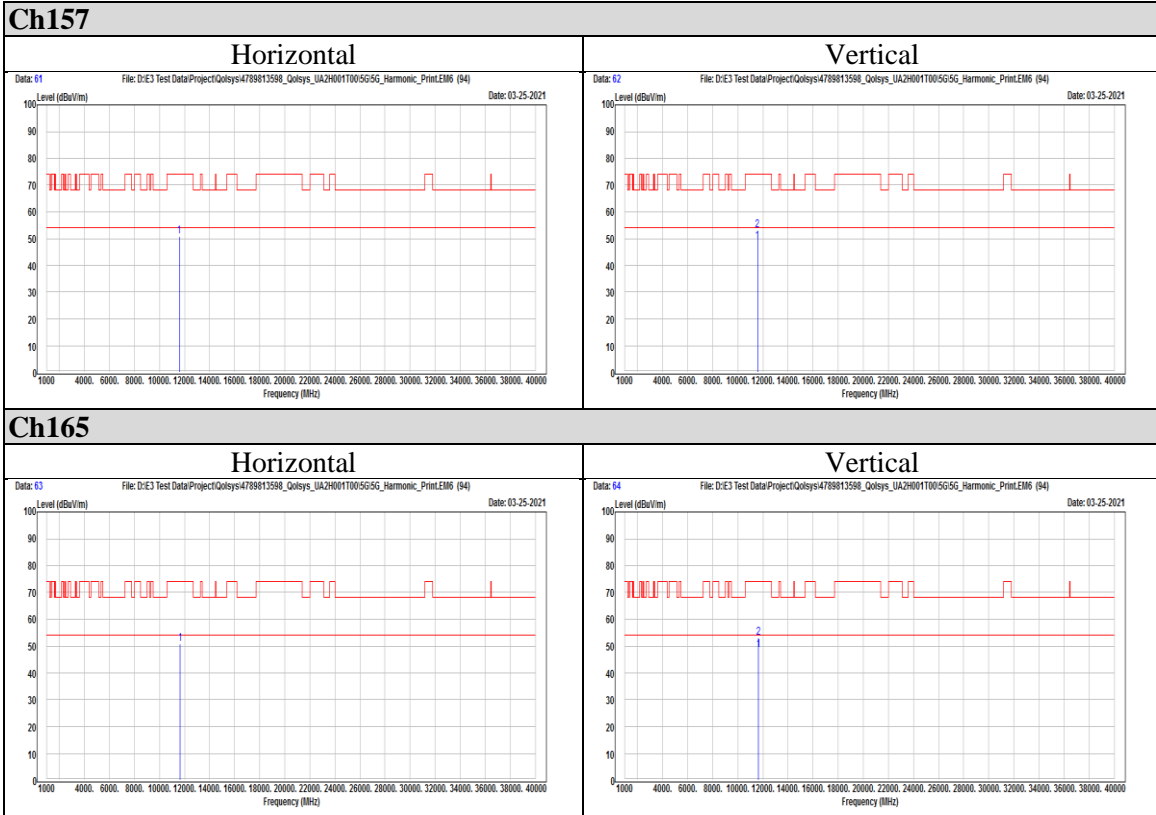 Ch157
Horizontal Vertical
Data: 61 File: D:\E3 Test Data\Project\Qolsys\4789813598_Qolsys_UA2H001T00\5G\5G_Harmonic_Print.EM6 (94)
Level (dBuV/m) Date: 03-25-2021
100
90
80
70
60
50
40
30
20
10
0
1
1000 4000. 6000. 8000. 10000. 12000. 14000. 16000. 18000. 20000. 22000. 24000. 26000. 28000. 30000. 32000. 34000. 36000. 38000. 40000
Frequency (MHz)
Data: 62 File: D:\E3 Test Data\Project\Qolsys\4789813598_Qolsys_UA2H001T00\5G\5G_Harmonic_Print.EM6 (94)
Level (dBuV/m) Date: 03-25-2021
100
90
80
70
60
50
40
30
20
10
0
2
1
1000 4000. 6000. 8000. 10000. 12000. 14000. 16000. 18000. 20000. 22000. 24000. 26000. 28000. 30000. 32000. 34000. 36000. 38000. 40000
Frequency (MHz)
Ch165
Horizontal Vertical
Data: 63 File: D:\E3 Test Data\Project\Qolsys\4789813598_Qolsys_UA2H001T00\5G\5G_Harmonic_Print.EM6 (94)
Level (dBuV/m) Date: 03-25-2021
100
90
80
70
60
50
40
30
20
10
0
1
1000 4000. 6000. 8000. 10000. 12000. 14000. 16000. 18000. 20000. 22000. 24000. 26000. 28000. 30000. 32000. 34000. 36000. 38000. 40000
Frequency (MHz)
Data: 64 File: D:\E3 Test Data\Project\Qolsys\4789813598_Qolsys_UA2H001T00\5G\5G_Harmonic_Print.EM6 (94)
Level (dBuV/m) Date: 03-25-2021
100
90
80
70
60
50
40
30
20
10
0
2
1
1000 4000. 6000. 8000. 10000. 12000. 14000. 16000. 18000. 20000. 22000. 24000. 26000. 28000. 30000. 32000. 34000. 36000. 38000. 40000
Frequency (MHz)